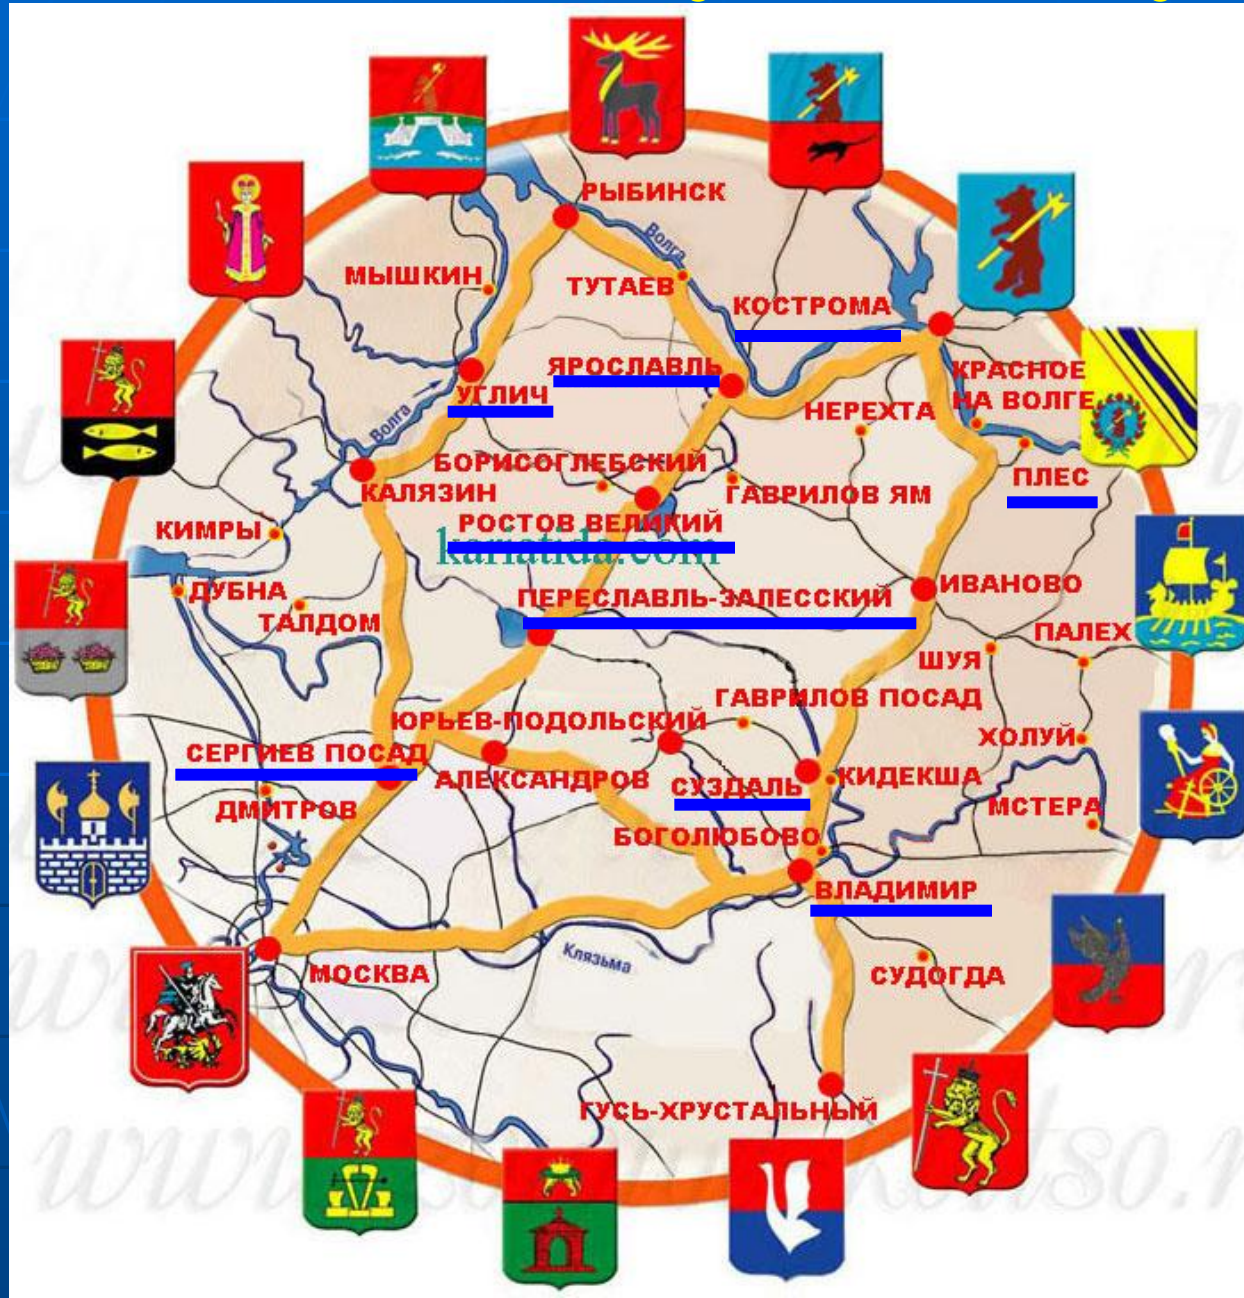 РЫБИНСК
Волга
МЫШКИН
ТУТАЕВ
КОСТРОМА
ЯРОСЛАВЛЬ
КРАСНОЕ
НА ВОЛГЕ
УГЛИЧ
Волга
НЕРЕХТА
БОРИСОГЛЕБСКИЙ
ПЛЕС
КАЛЯЗИН
ГАВРИЛОВ ЯМ
РОСТОВ ВЕЛИКИЙ
КИМРЫ
kariatida.com
ДУБНА
ПЕРЕСЛАВЛЬ-ЗАЛЕССКИЙ
ИВАНОВО
ТАЛДОМ
ПАЛЕХ
ШУЯ
ГАВРИЛОВ ПОСАД
ЮРЬЕВ-ПОДОЛЬСКИЙ
ХОЛУЙ
СЕРГИЕВ ПОСАД
АЛЕКСАНДРОВ
КИДЕКША
СУЗДАЛЬ
ДМИТРОВ
МСТЕРА
БОГОЛЮБОВО
ВЛАДИМИР
Клязьма
МОСКВА
СУДОГДА
ГУСЬ-ХРУСТАЛЬНЫЙ